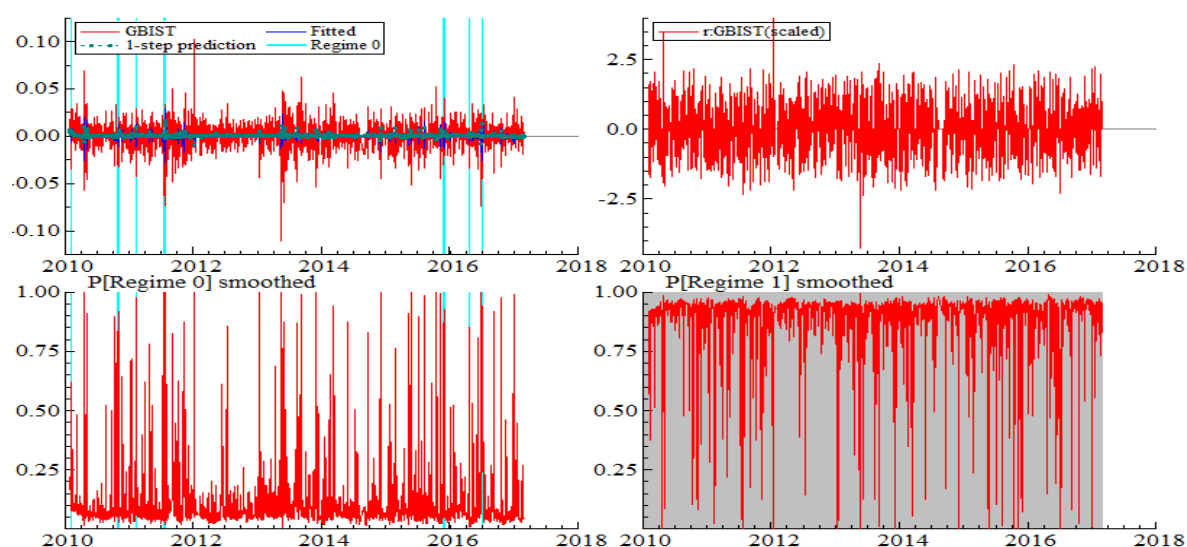 GBIST Fitted
1-step prediction Regime 0
0.10
0.05
0.00
-0.05
-0.10
2010 2012 2014 2016 2018
r:GBIST(scaled)
2.5
0.0
-2.5
2010 2012 2014 2016 2018
P[Regime 0] smoothed
1.00
0.75
0.50
0.25
2010 2012 2014 2016 2018
P[Regime 1] smoothed
1.00
0.75
0.50
0.25
2010 2012 2014 2016 2018